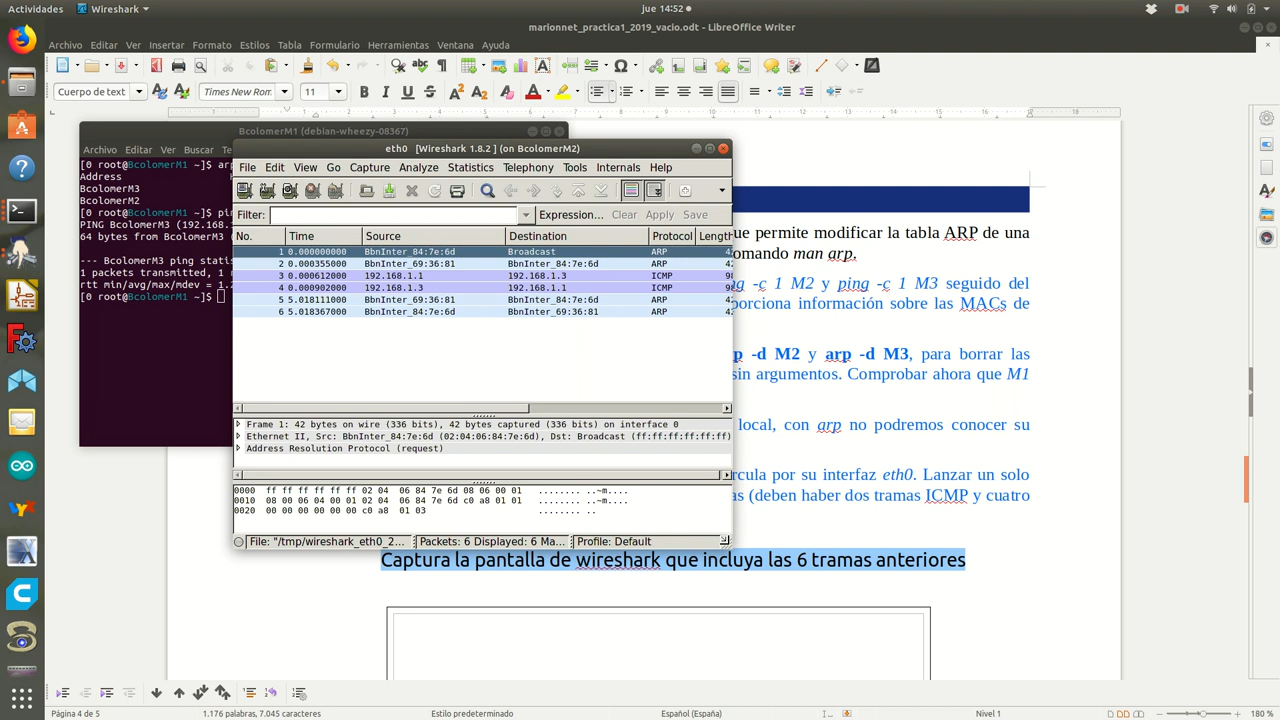 Actividades
Wireshark
Jue 14:52
marionnet_practica1_2019_vacio.odt - LibreOffice Writer
Archivo Editar Ver Insertar Formato Estilos Tabla Formulario Herramientas Ventana Ayuda
Cuerpo de text
Times New Rom
11
BcolomerM1 (debian-wheezy-08367)
Archivo Editar Ver Buscar Te
[0 root@BcolomerM1 ~]$ arp
Address
BcolomerM3
BcolomerM2
[0 root@BcolomerM1 ~]$ pin
PING BcolomerM3 (192.168.
64 bytes from BcolomerM3
--- BcolomerM3 ping statis
1 packets transmitted, 1 r
rtt min/avg/max/mdev = 1.
[0 root@BcolomerM1 ~]$
eth0 [Wireshark 1.8.2 ] (on BcolomerM2)
File Edit View Go Capture Analyze Statistics Telephony Tools Internals Help
Filter: Expression... Clear Apply Save
No. Time Source Destination Protocol Length
1 0.000000000 BbnInter_84:7e:6d Broadcast ARP 42
2 0.000355000 BbnInter_69:36:81 BbnInter_84:7e:6d ARP 42
3 0.000612000 192.168.1.1 192.168.1.3 ICMP 98
4 0.000902000 192.168.1.3 192.168.1.1 ICMP 98
5 5.018111000 BbnInter_69:36:81 BbnInter_84:7e:6d ARP 42
6 5.018367000 BbnInter_84:7e:6d BbnInter_69:36:81 ARP 42
Frame 1: 42 bytes on wire (336 bits), 42 bytes captured (336 bits) on interface 0
Ethernet II, Src: BbnInter_84:7e:6d (02:04:06:84:7e:6d), Dst: Broadcast (ff:ff:ff:ff:ff:ff)
Address Resolution Protocol (request)
0000 ff ff ff ff ff ff 02 04 06 84 7e 6d 08 06 00 01 ........ ..~m....
0010 08 00 06 04 00 01 02 04 06 84 7e 6d c0 a8 01 01 ........ ..~m....
0020 00 00 00 00 00 00 c0 a8 01 03 ........ ..
File: "/tmp/wireshark_eth0_2... Packets: 6 Displayed: 6 Ma... Profile: Default
ue permite modificar la tabla ARP de una
omando man arp.
ng -c 1 M2 y ping -c 1 M3 seguido del
porciona información sobre las MACs de
p -d M2 y arp -d M3, para borrar las
sin argumentos. Comprobar ahora que M1
local, con arp no podremos conocer su
rcula por su interfaz eth0. Lanzar un solo
as (deben haber dos tramas ICMP y cuatro
Captura la pantalla de wireshark que incluya las 6 tramas anteriores
Página 4 de 5
1.176 palabras, 7.045 caracteres
Estilo predeterminado
Español (España)
Nivel 1
180 %